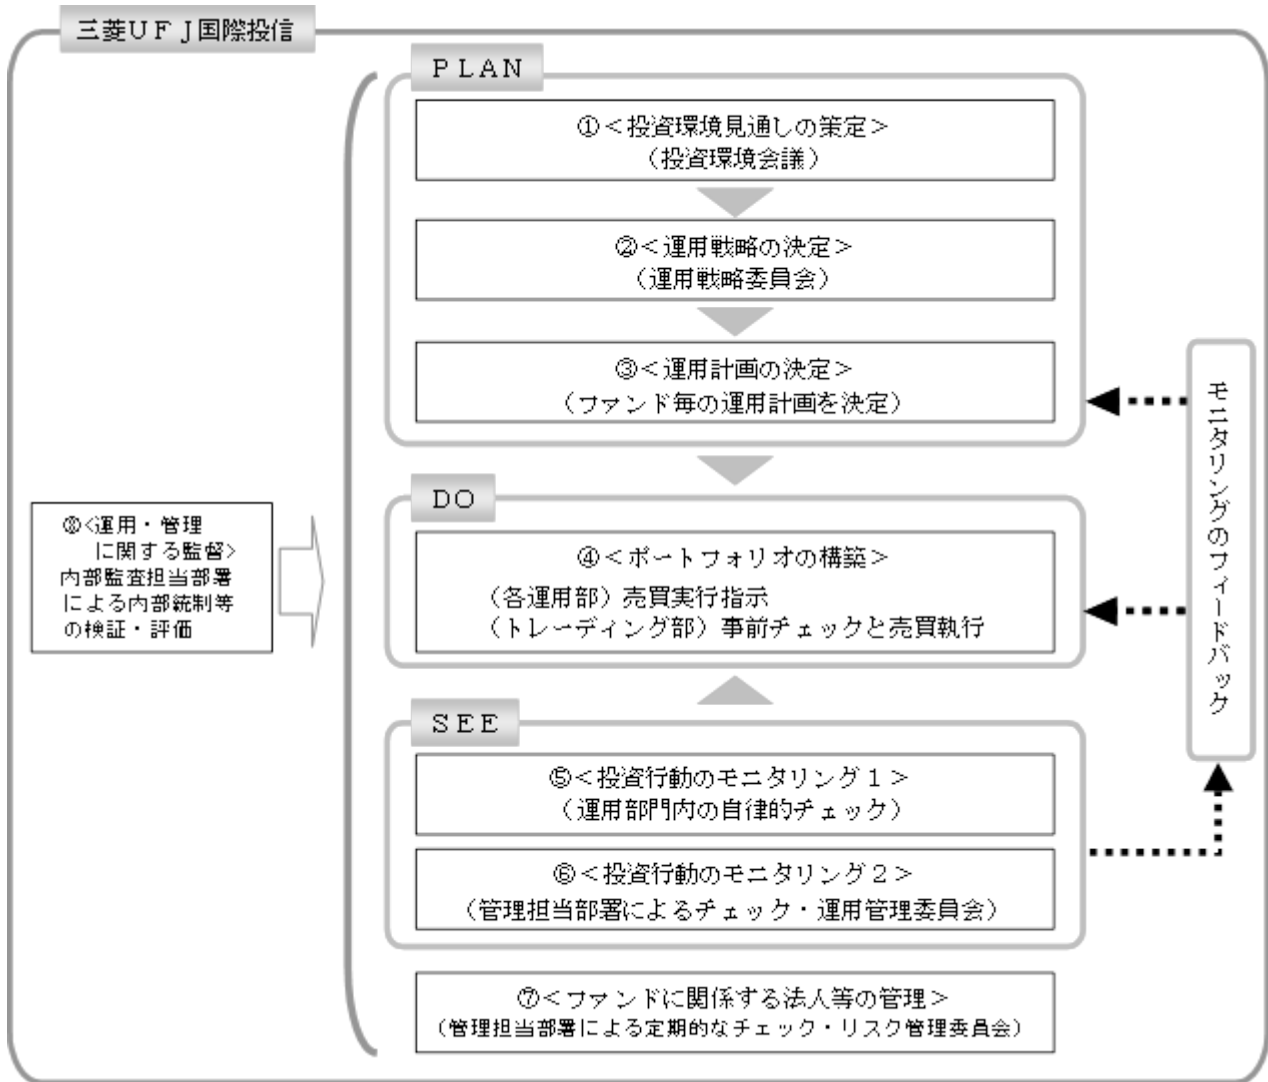 三菱ＵＦＪ国際投信
ＰＬＡＮ
①＜投資環境見通しの策定＞
（投資環境会議）
②＜運用戦略の決定＞
（運用戦略委員会）
③＜運用計画の決定＞
（ファンド毎の運用計画を決定）
ＤＯ
④＜ポートフォリオの構築＞
（各運用部）売買実行指示
（トレーディング部）事前チェックと売買執行
ＳＥＥ
⑤＜投資行動のモニタリング１＞
（運用部門内の自律的チェック）
⑥＜投資行動のモニタリング２＞
（管理担当部署によるチェック・運用管理委員会）
⑦＜ファンドに関係する法人等の管理＞
（管理担当部署による定期的なチェック・リスク管理委員会）
⑧<運用・管理
に関する監督>
内部監査担当部署
による内部統制等
の検証・評価
モニタリングのフィードバック